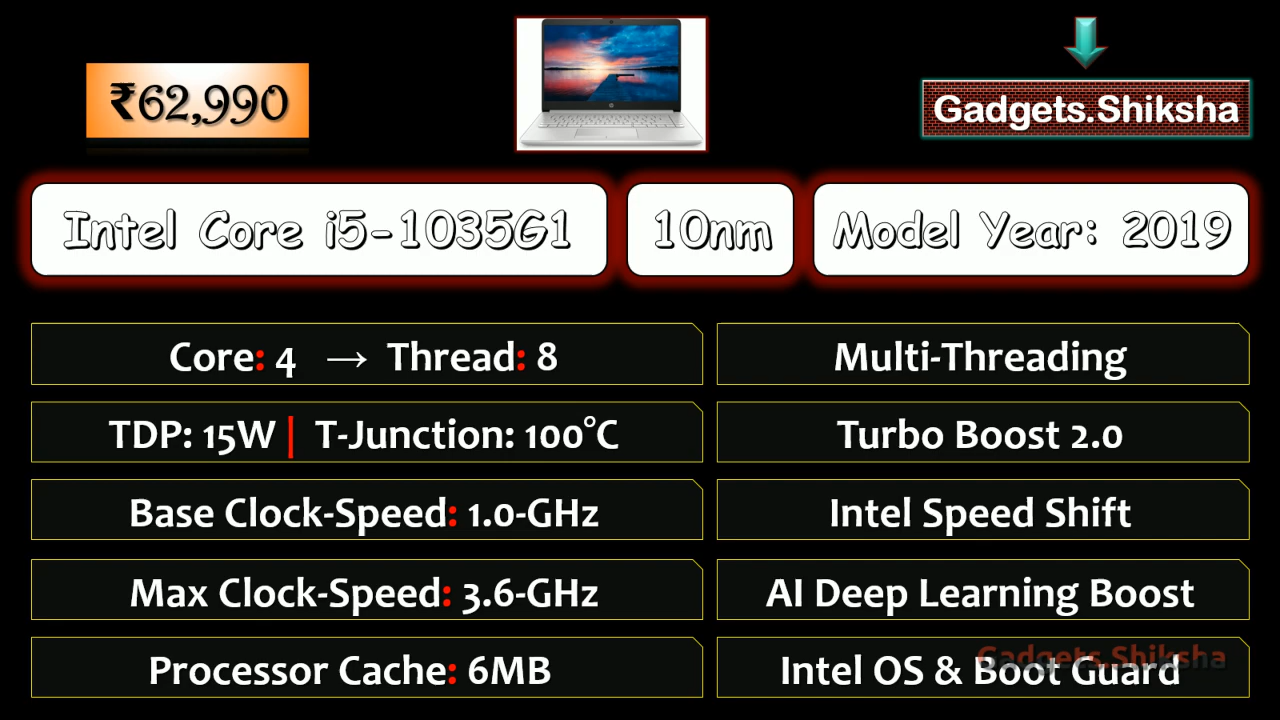 ₹62,990
Gadgets.Shiksha
Intel Core i5-1035G1
10nm
Model Year: 2019
Core: 4 → Thread: 8
Multi-Threading
TDP: 15W | T-Junction: 100°C
Turbo Boost 2.0
Base Clock-Speed: 1.0-GHz
Intel Speed Shift
Max Clock-Speed: 3.6-GHz
AI Deep Learning Boost
Processor Cache: 6MB
Intel OS & Boot Guard
Gadgets.Shiksha